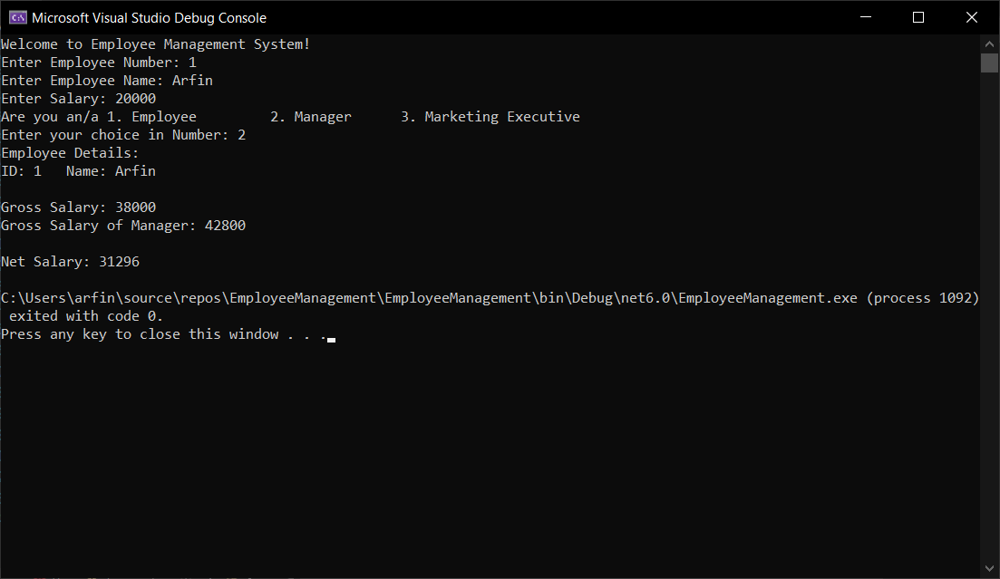 Microsoft Visual Studio Debug Console
Welcome to Employee Management System!
Enter Employee Number: 1
Enter Employee Name: Arfin
Enter Salary: 20000
Are you an/a 1. Employee         2. Manager      3. Marketing Executive
Enter your choice in Number: 2
Employee Details:
ID: 1   Name: Arfin
Gross Salary: 38000
Gross Salary of Manager: 42800
Net Salary: 31296
C:\Users\arfin\source\repos\EmployeeManagement\EmployeeManagement\bin\Debug\net6.0\EmployeeManagement.exe (process 1092)
 exited with code 0.
Press any key to close this window . . .